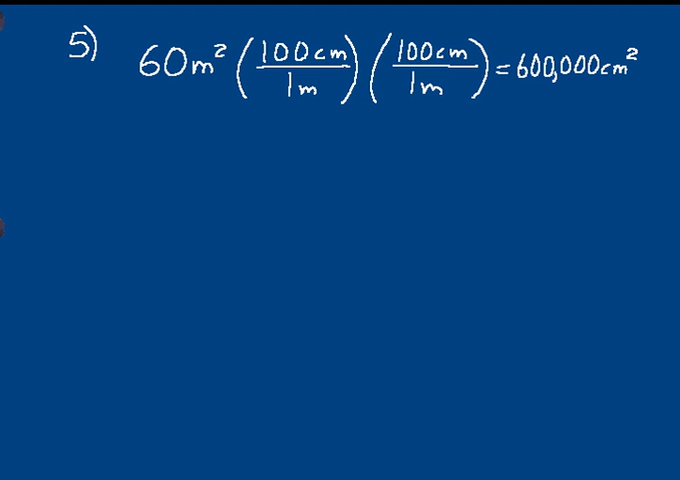 5) 60m² (100cm/1m) (100cm/1m) = 600,000cm²